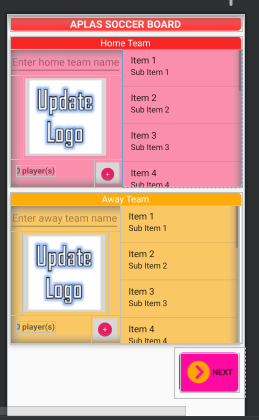 APLAS SOCCER BOARD
Home Team
Enter home team name
Update
Logo
0 player(s)
+
Item 1
Sub Item 1
Item 2
Sub Item 2
Item 3
Sub Item 3
Item 4
Sub Item 4
Away Team
Enter away team name
Update
Logo
0 player(s)
+
Item 1
Sub Item 1
Item 2
Sub Item 2
Item 3
Sub Item 3
Item 4
Sub Item 4
NEXT